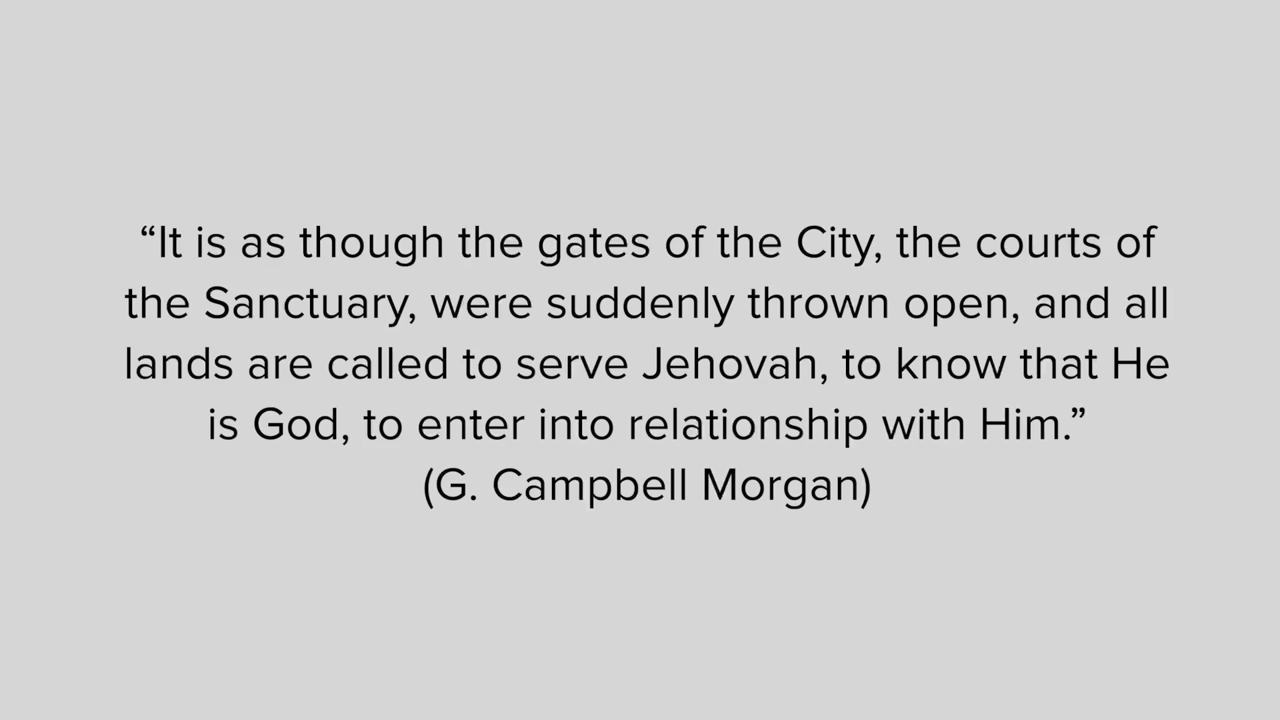 “It is as though the gates of the City, the courts of
the Sanctuary, were suddenly thrown open, and all
lands are called to serve Jehovah, to know that He
is God, to enter into relationship with Him.”
(G. Campbell Morgan)